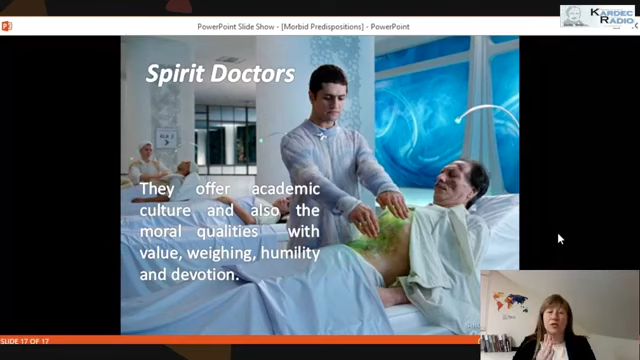 PowerPoint Slide Show - [Morbid Predispositions] - PowerPoint
KARDEC
RADIO
Spirit Doctors
They offer academic
culture and also the
moral qualities with
value, weighing, humility
and devotion.
SLIDE 17 OF 17